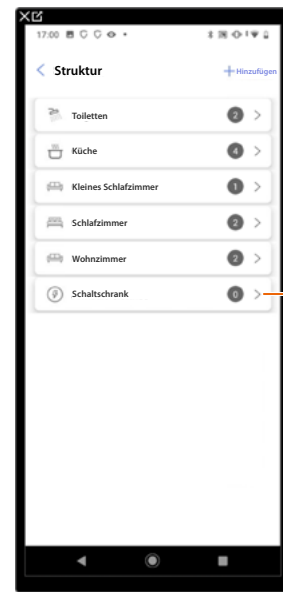 17:00
Struktur
Hinzufügen
Toiletten 2
Küche 4
Kleines Schlafzimmer 1
Schlafzimmer 2
Wohnzimmer 2
Schaltschrank 0